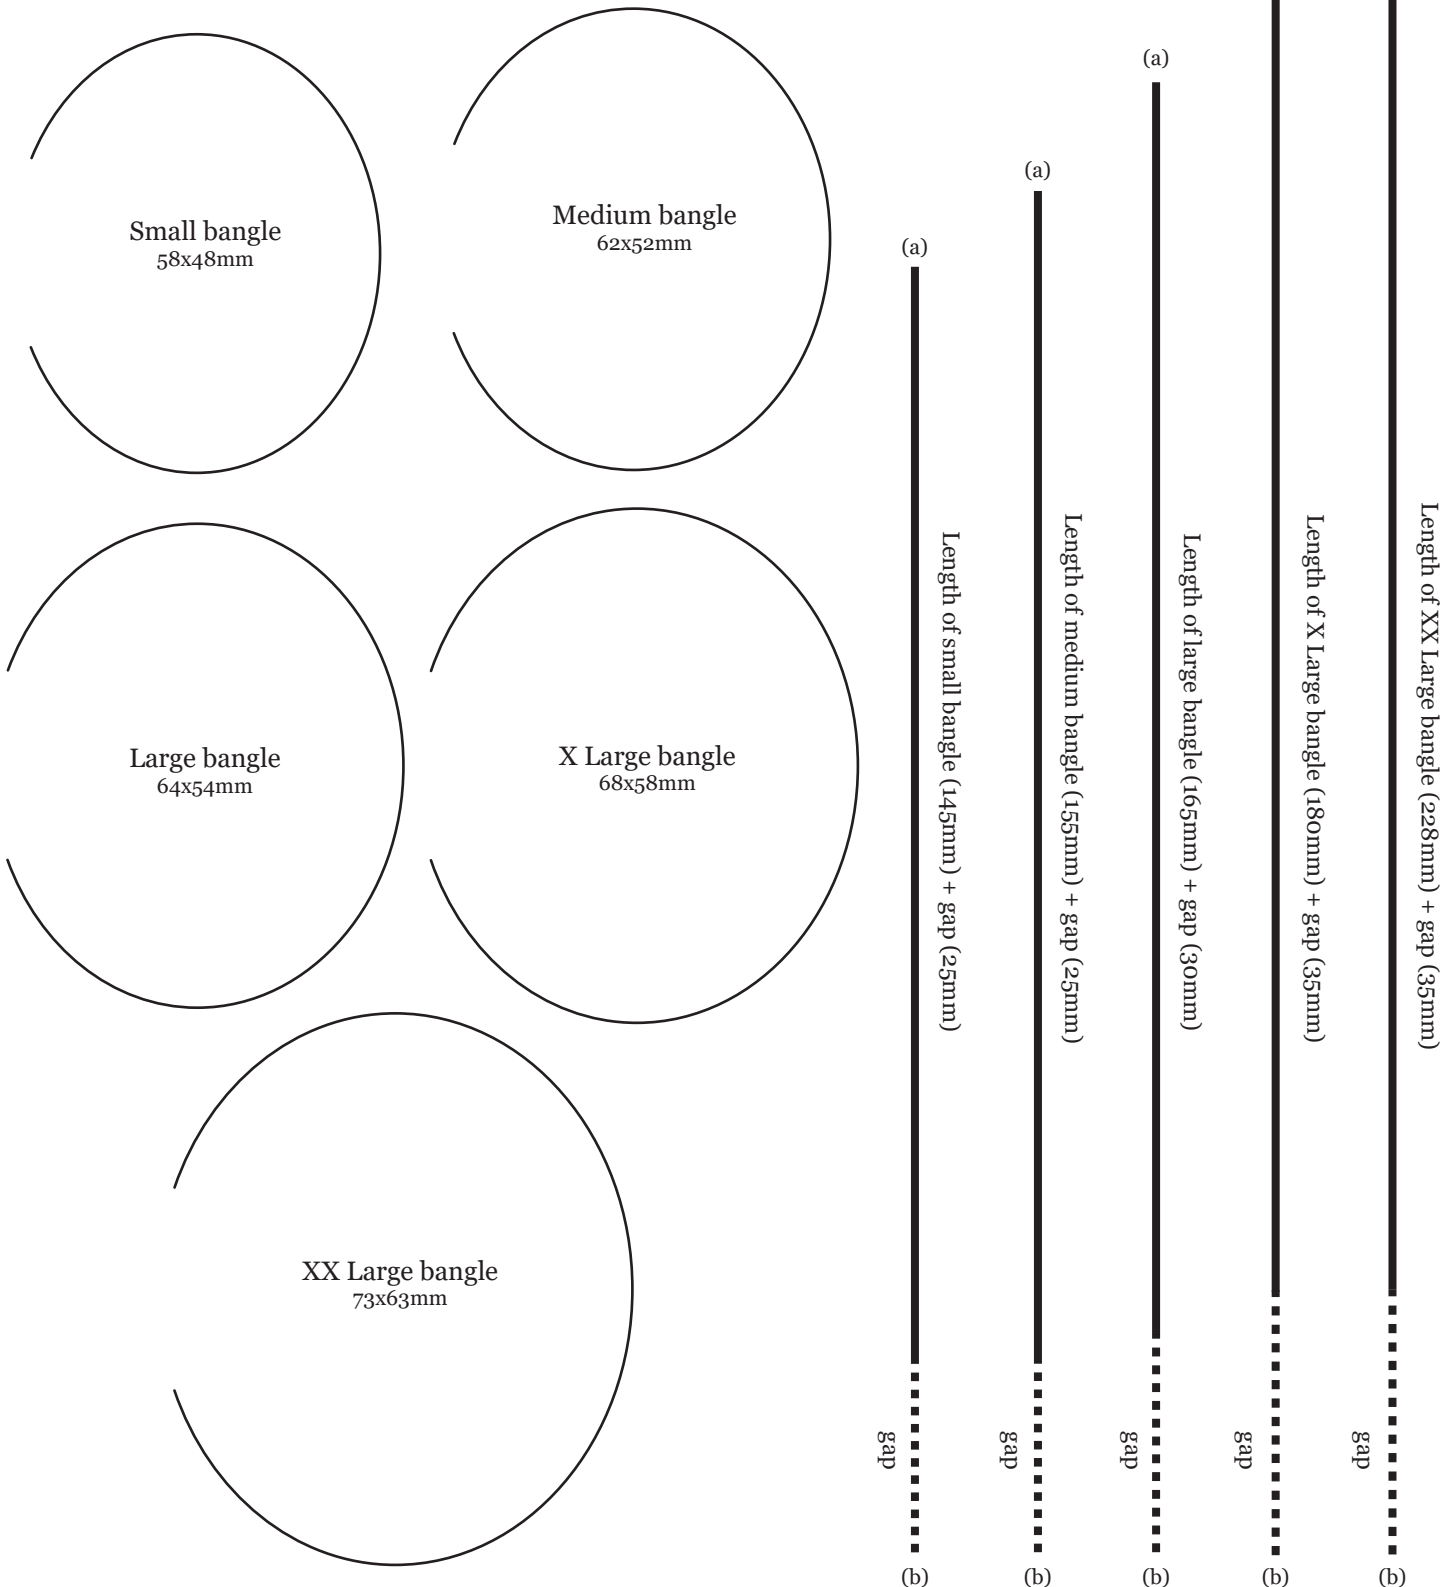 Small bangle
58x48mm
Medium bangle
62x52mm
Large bangle
64x54mm
X Large bangle
68x58mm
XX Large bangle
73x63mm
(a)
Length of small bangle (145mm) + gap (25mm)
gap
(b)
(a)
Length of medium bangle (155mm) + gap (25mm)
gap
(b)
(a)
Length of large bangle (165mm) + gap (30mm)
gap
(b)
Length of X Large bangle (180mm) + gap (35mm)
gap
(b)
Length of XX Large bangle (228mm) + gap (35mm)
gap
(b)